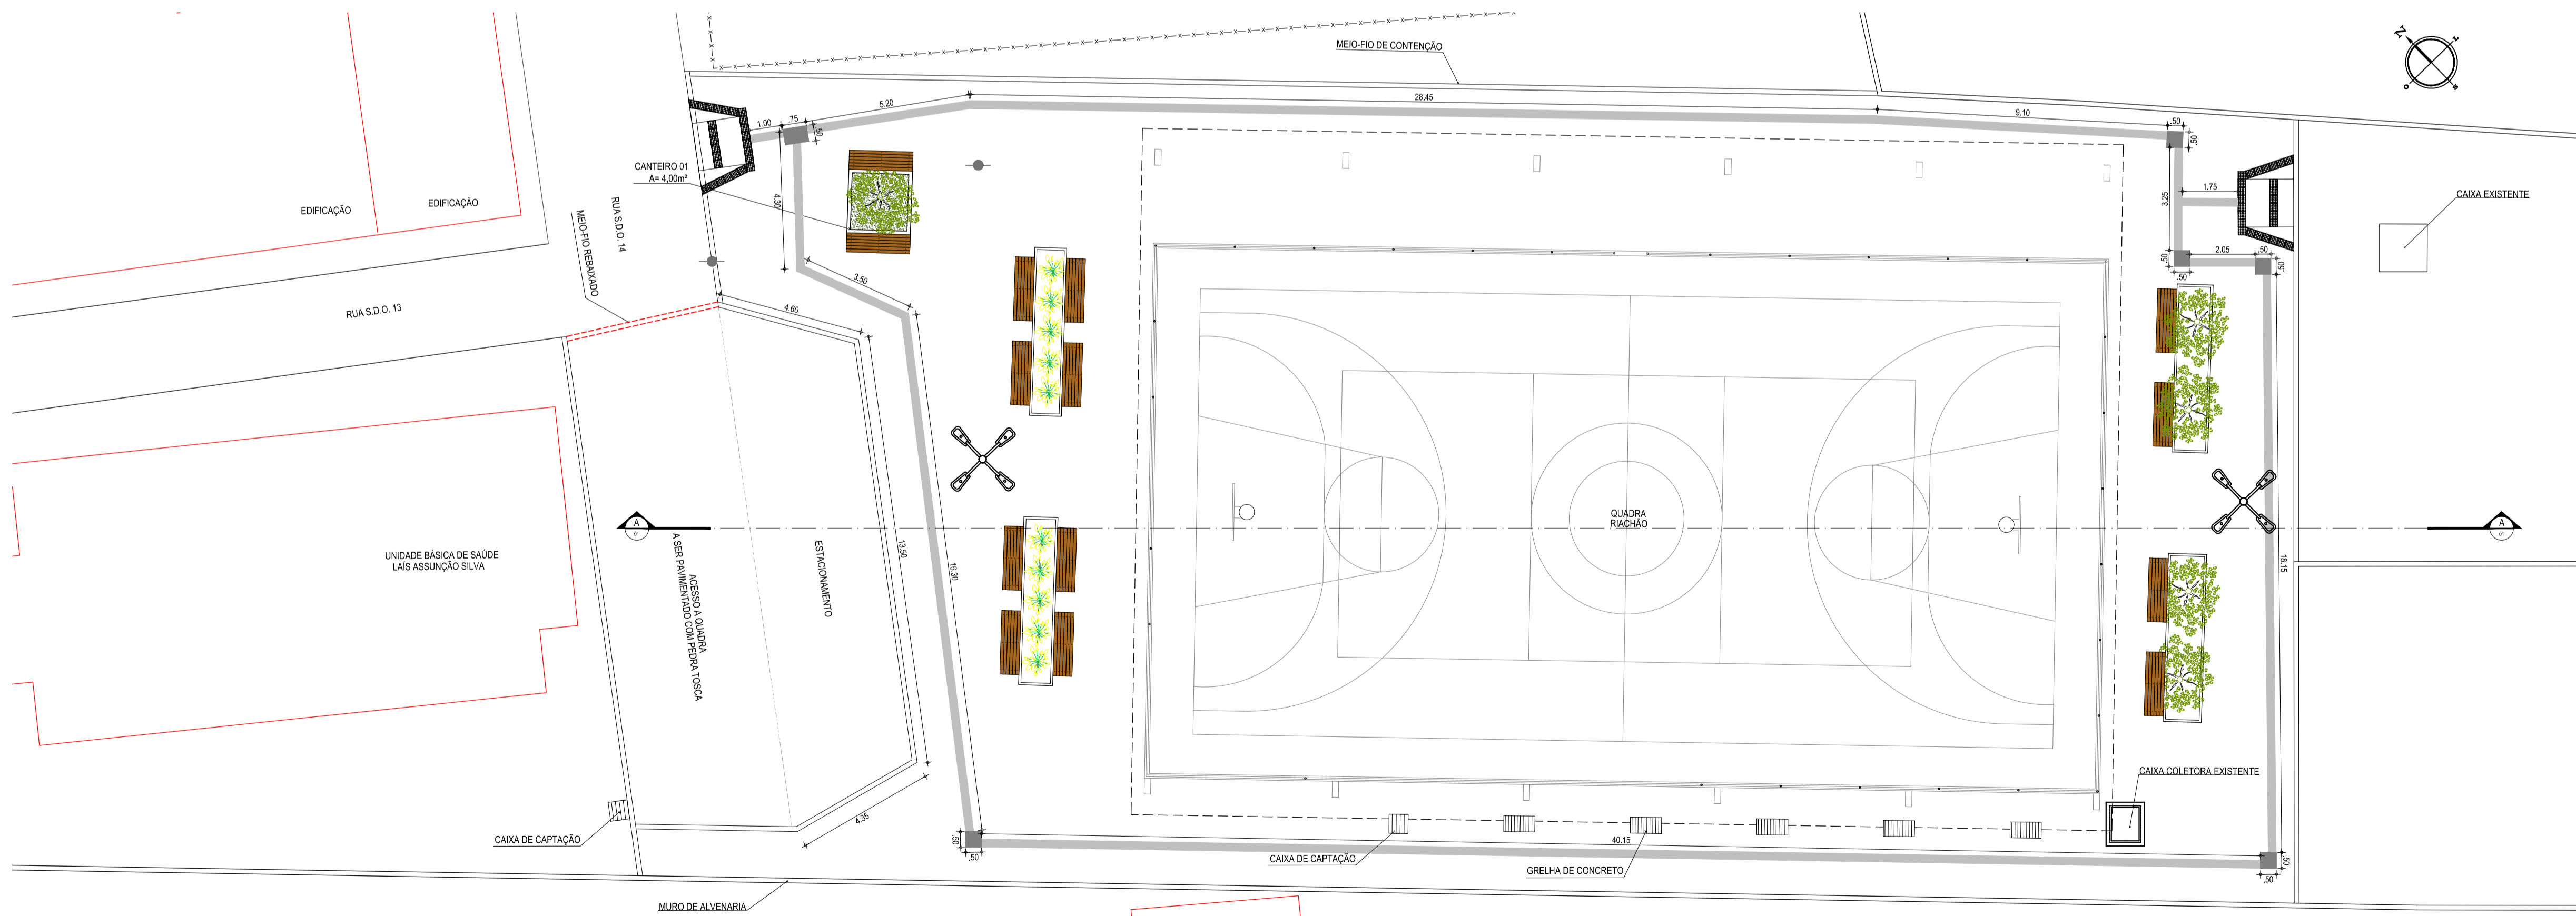 MEIO-FIO DE CONTENÇÃO
N
L
O
S
5.20
28.45
9.10
1.00
.75
.50
.50
.50
CANTEIRO 01
A= 4,00m²
4.30
3.25
1.75
CAIXA EXISTENTE
EDIFICAÇÃO
EDIFICAÇÃO
RUA S.D.O. 14
MEIO-FIO REBAIXADO
RUA S.D.O. 13
3.50
4.60
.50
.50
2.05
.50
.50
A
01
QUADRA
RIACHÃO
A
01
UNIDADE BÁSICA DE SAÚDE
LAÍS ASSUNÇÃO SILVA
ACESSO A QUADRA
A SER PAVIMENTADO COM PEDRA TOSCA
ESTACIONAMENTO
13.50
16.30
18.15
CAIXA COLETORA EXISTENTE
4.35
CAIXA DE CAPTAÇÃO
.50
.50
40.15
CAIXA DE CAPTAÇÃO
GRELHA DE CONCRETO
.50
.50
MURO DE ALVENARIA